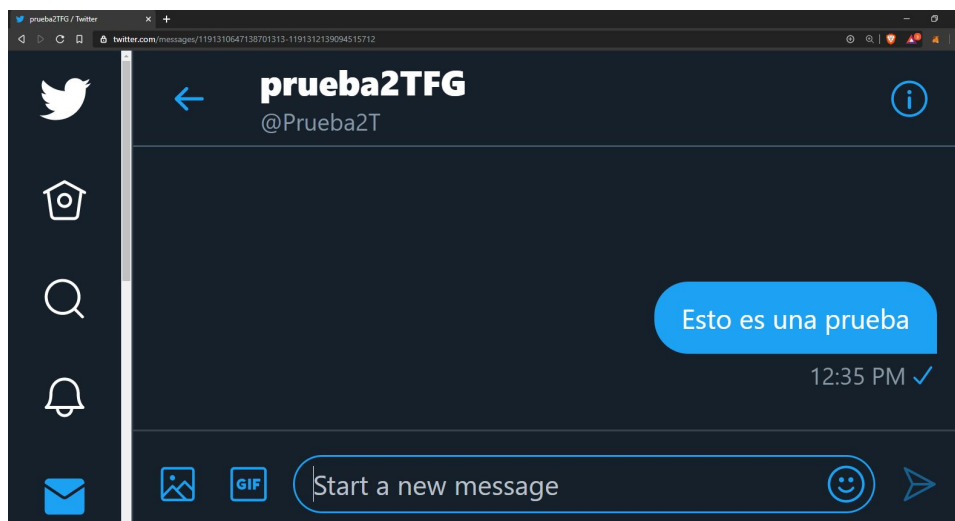 prueba2TFG / Twitter
twitter.com/messages/1191310647138701313-1191312139094515712
prueba2TFG
@Prueba2T
Esto es una prueba
12:35 PM
GIF
Start a new message